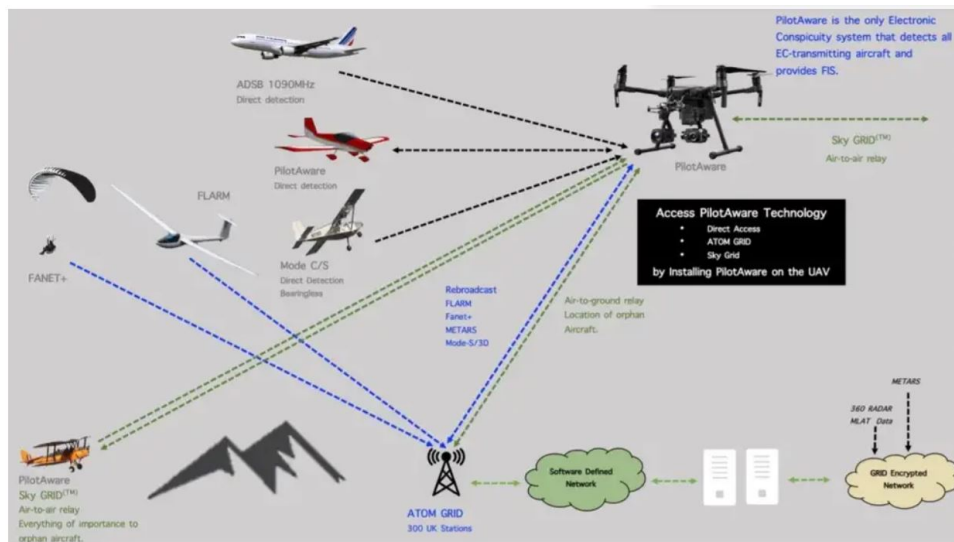 PilotAware is the only Electronic
Conspicuity system that detects all
EC-transmitting aircraft and
provides FIS.
ADSB 1090MHz
Direct detection
Sky GRID(TM)
Air-to-air relay
PilotAware
PilotAware
Direct detection
FLARM
Access PilotAware Technology
• Direct Access
• ATOM GRID
• Sky Grid
by Installing PilotAware on the UAV
Mode C/S
Direct Detection
Bearingless
FANET+
Rebroadcast
FLARM
Fanet+
METARS
Mode-S/3D
Air-to-ground relay
Location of orphan
Aircraft.
METARS
360 RADAR
MLAT Data
PilotAware
Sky GRID(TM)
Air-to-air relay
Everything of importance to
orphan aircraft.
Software Defined
Network
GRID Encrypted
Network
ATOM GRID
300 UK Stations